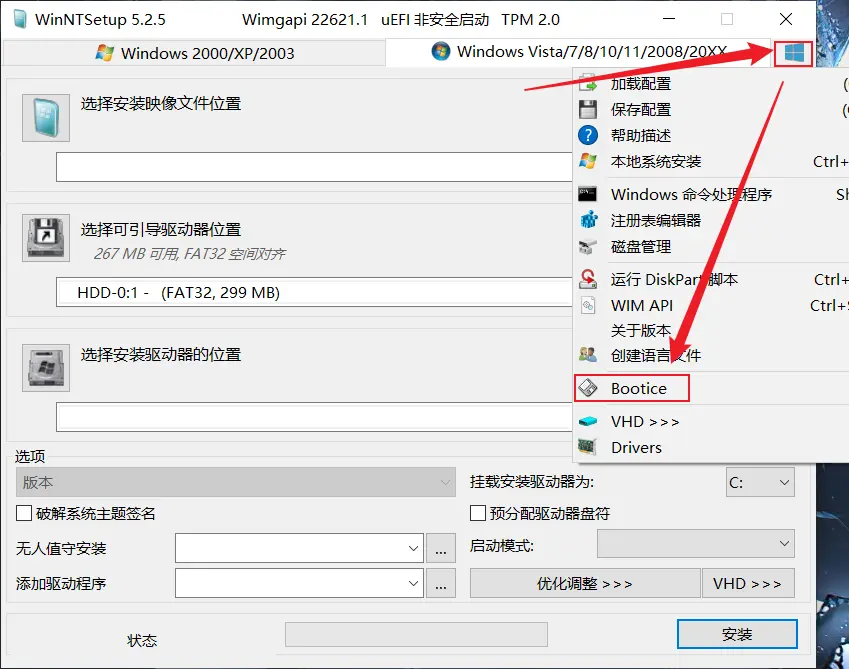 WinNTSetup 5.2.5 Wimgapi 22621.1 uEFI 非安全启动 TPM 2.0
Windows 2000/XP/2003
Windows Vista/7/8/10/11/2008/20XX
选择安装映像文件位置
选择可引导驱动器位置
267 MB 可用, FAT32 空间对齐
HDD-0:1 - (FAT32, 299 MB)
选择安装驱动器的位置
加载配置
保存配置
帮助描述
本地系统安装 Ctrl+
Windows 命令处理程序 Sh
注册表编辑器
磁盘管理
运行 DiskPart 脚本 Ctrl+
WIM API Ctrl+
关于版本
创建语言文件
Bootice
VHD >>>
Drivers
选项
版本
破解系统主题签名
无人值守安装 ...
添加驱动程序 ...
挂载安装驱动器为: C:
预分配驱动器盘符
启动模式:
优化调整 >>> VHD >>>
状态
安装